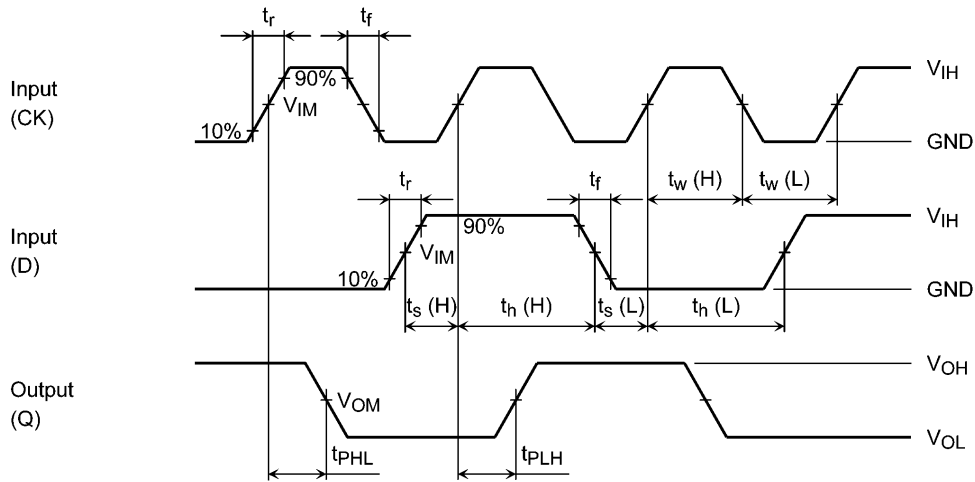 tr tf
Input
(CK)
90%
VIM
10%
VIH
GND
tr tf tw (H) tw (L)
Input
(D)
90%
VIM
10%
VIH
GND
ts (H) th (H) ts (L) th (L)
Output
(Q)
VOM
VOH
VOL
tPHL tPLH